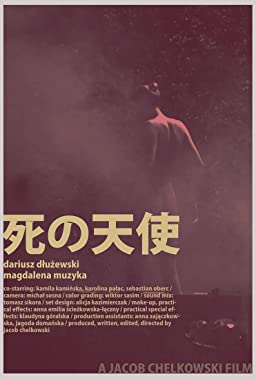 死の天使
dariusz dłużewski
magdalena muzyka
co-starring: kamila kamińska, karolina pałac, sebastian oberc /
camera: michał sosna / color grading: wiktor sasim / sound mix:
tomasz sikora / set design: alicja kazimierczak / make-up, practi-
cal effects: anna emilia ścieżkowska-łączny / practical special ef-
fects: klaudyna góralska / production assistants: anna zajączkow-
ska, jagoda domańska / produced, written, edited, directed by
jacob chelkowski
A JACOB CHELKOWSKI FILM